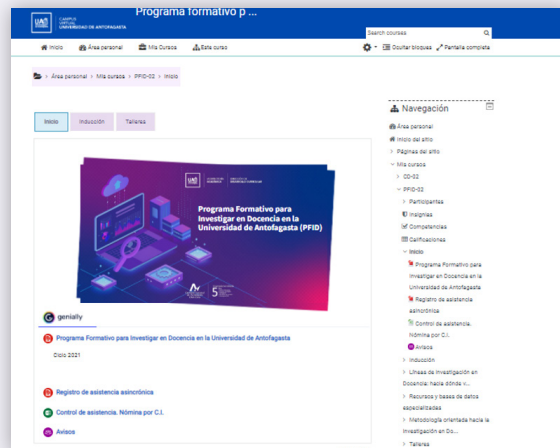 Programa formativo p ...
UA
CAMPUS
VIRTUAL
UNIVERSIDAD DE ANTOFAGASTA
Search courses
Inicio
Área personal
Mis Cursos
Este curso
Ocultar bloques
Pantalla completa
> Área personal > Mis cursos > PFID-02 > Inicio
Inicio
Inducción
Talleres
Programa Formativo para
Investigar en Docencia en la
Universidad de Antofagasta (PFID)
5
genially
Programa Formativo para Investigar en Docencia en la Universidad de Antofagasta
Ciclo 2021
Registro de asistencia asincrónica
Control de asistencia. Nómina por C.I.
Avisos
Navegación
Área personal
Inicio del sitio
> Páginas del sitio
Mis cursos
> CD-02
PFID-02
> Participantes
Insignias
Competencias
Calificaciones
Inicio
Programa Formativo para
Investigar en Docencia en la
Universidad de Antofagasta
Registro de asistencia
asincrónica
Control de asistencia.
Nómina por C.I.
Avisos
> Inducción
> Líneas de Investigación en
Docencia: hacia dónde v...
> Recursos y bases de datos
especializadas
> Metodología orientada hacia la
Investigación en Do...
> Talleres